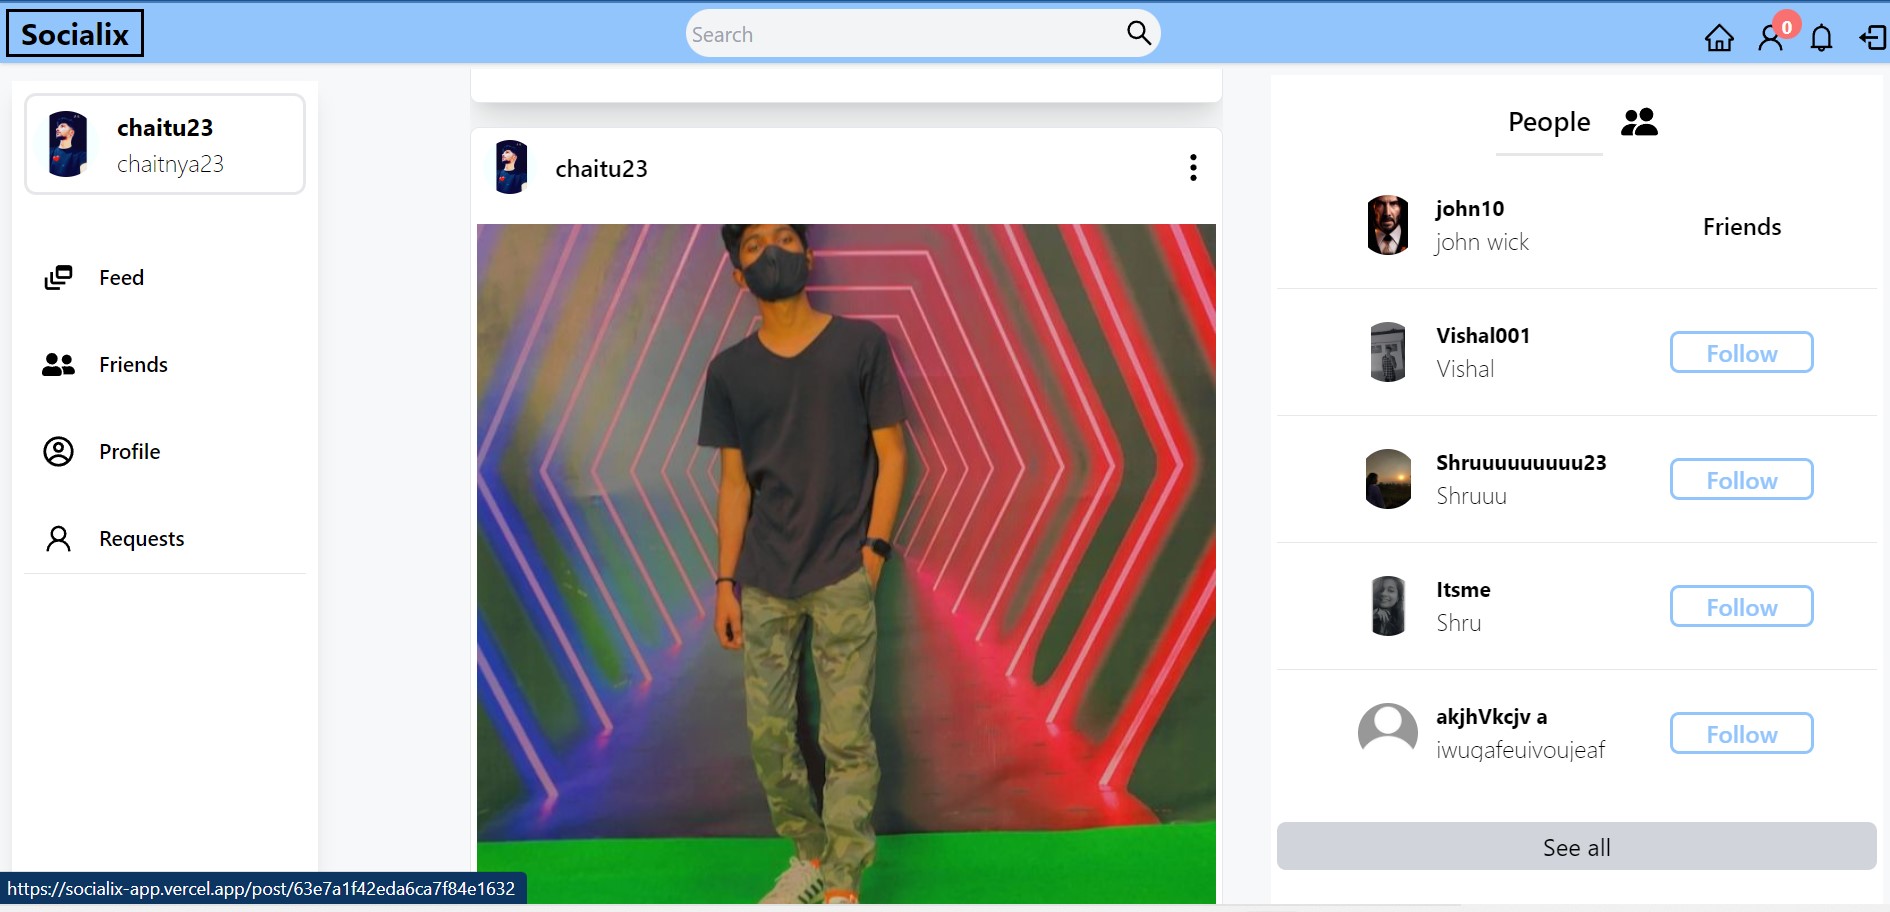 Socialix
Search
0
chaitu23
chaitnya23
Feed
Friends
Profile
Requests
chaitu23
People
john10
john wick
Friends
Vishal001
Vishal
Follow
Shruuuuuuuuu23
Shruuu
Follow
Itsme
Shru
Follow
akjhVkcjv a
iwuqafeuivoujeaf
Follow
See all
https://socialix-app.vercel.app/post/63e7a1f42eda6ca7f84e1632